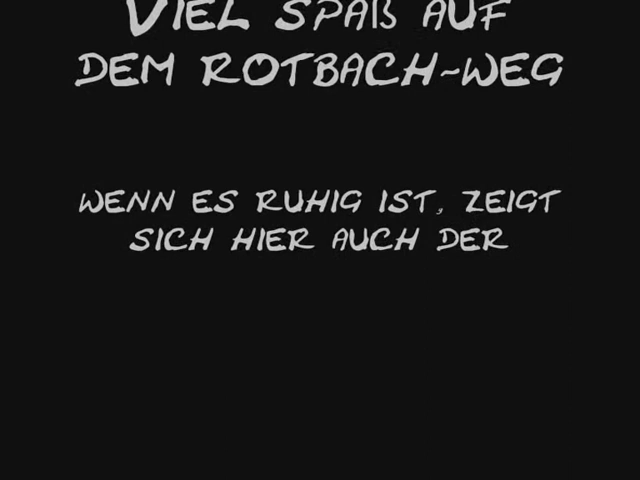 VIEL SPAß AUF
DEM ROTBACH-WEG
WENN ES RUHIG IST, ZEIGT
SICH HIER AUCH DER